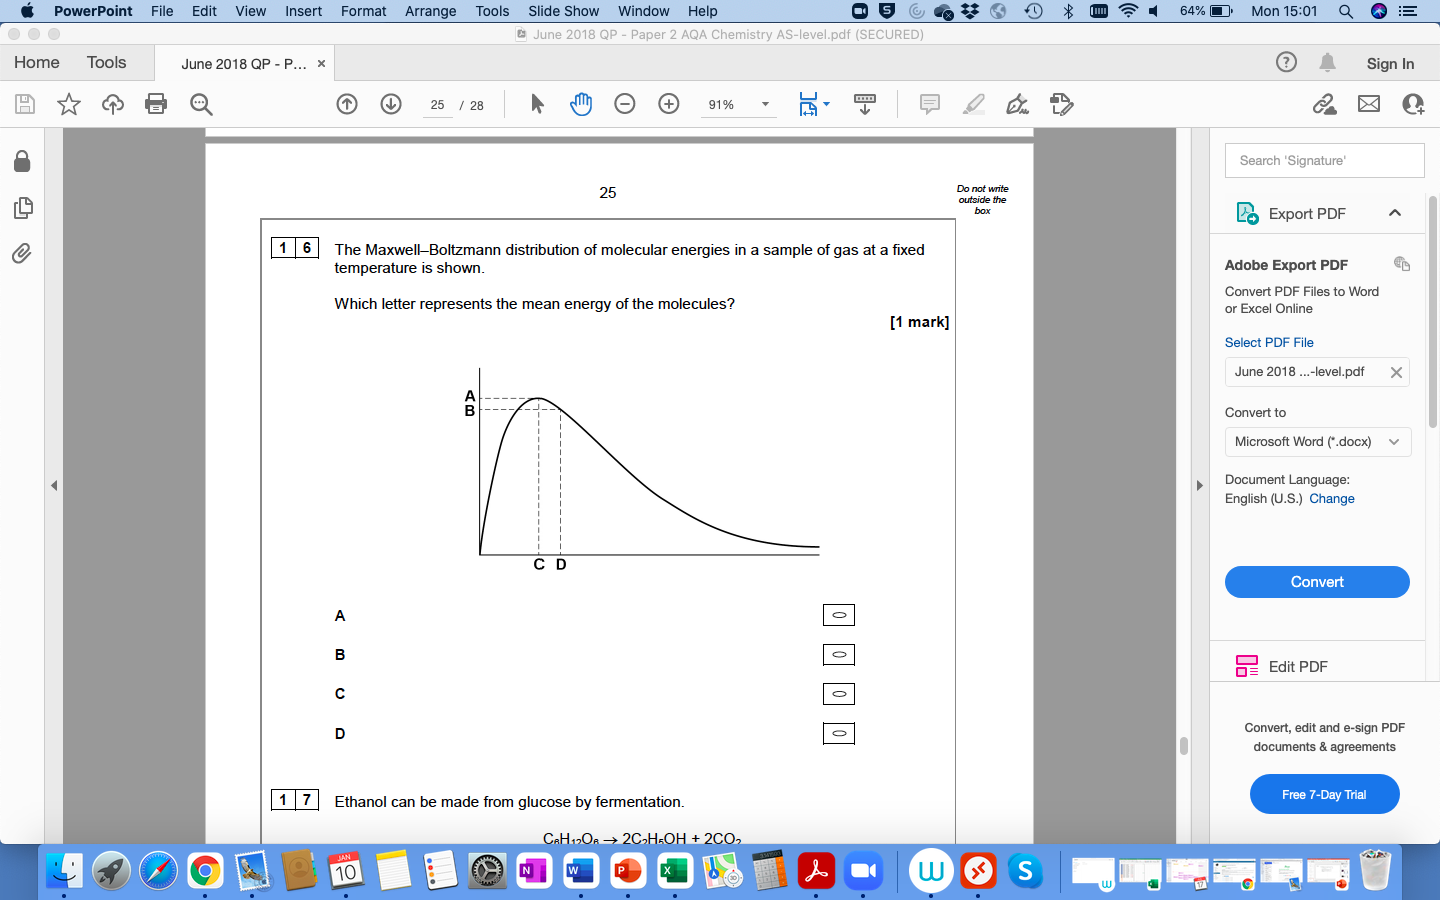 PowerPoint File Edit View Insert Format Arrange Tools Slide Show Window Help 64% Mon 15:01
June 2018 QP - Paper 2 AQA Chemistry AS-level.pdf (SECURED)
Home Tools June 2018 QP - P... × Sign In
25 / 28 91%
Search 'Signature'
Export PDF
Adobe Export PDF
Convert PDF Files to Word
or Excel Online
Select PDF File
June 2018 ...-level.pdf
Convert to
Microsoft Word (*.docx)
Document Language:
English (U.S.) Change
Convert
Edit PDF
Convert, edit and e-sign PDF
documents & agreements
Free 7-Day Trial
25
Do not write
outside the
box
1 6 The Maxwell–Boltzmann distribution of molecular energies in a sample of gas at a fixed
temperature is shown.
Which letter represents the mean energy of the molecules?
[1 mark]
A
B
C D
A
B
C
D
1 7 Ethanol can be made from glucose by fermentation.
C₆H₁₂O₆ → 2C₂H₅OH + 2CO₂
JAN
10